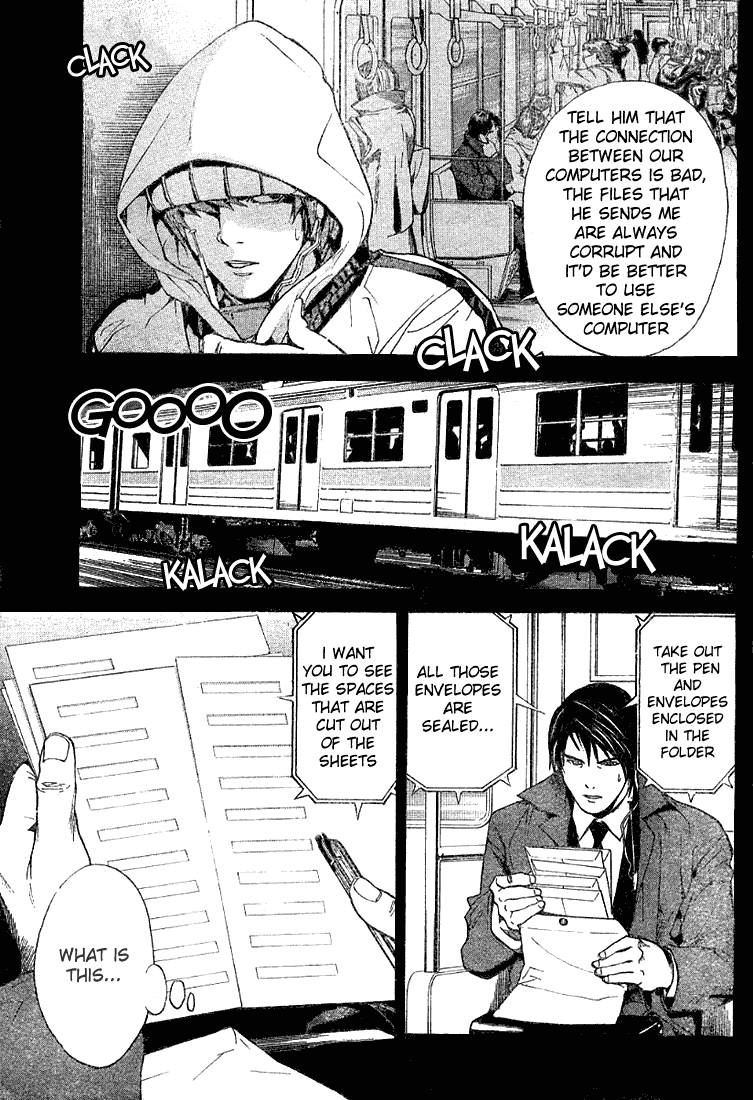 TELL HIM THAT
THE CONNECTION
BETWEEN OUR
COMPUTERS IS BAD,
THE FILES THAT
HE SENDS ME
ARE ALWAYS
CORRUPT AND
IT'D BE BETTER
TO USE
SOMEONE ELSE'S
COMPUTER
CLACK
CLACK
GOOOO
KALACK
KALACK
TAKE OUT
THE PEN
AND
ENVELOPES
ENCLOSED
IN THE
FOLDER
ALL THOSE
ENVELOPES
ARE
SEALED...
I WANT
YOU TO SEE
THE SPACES
THAT ARE
CUT OUT
OF THE
SHEETS
WHAT IS
THIS...